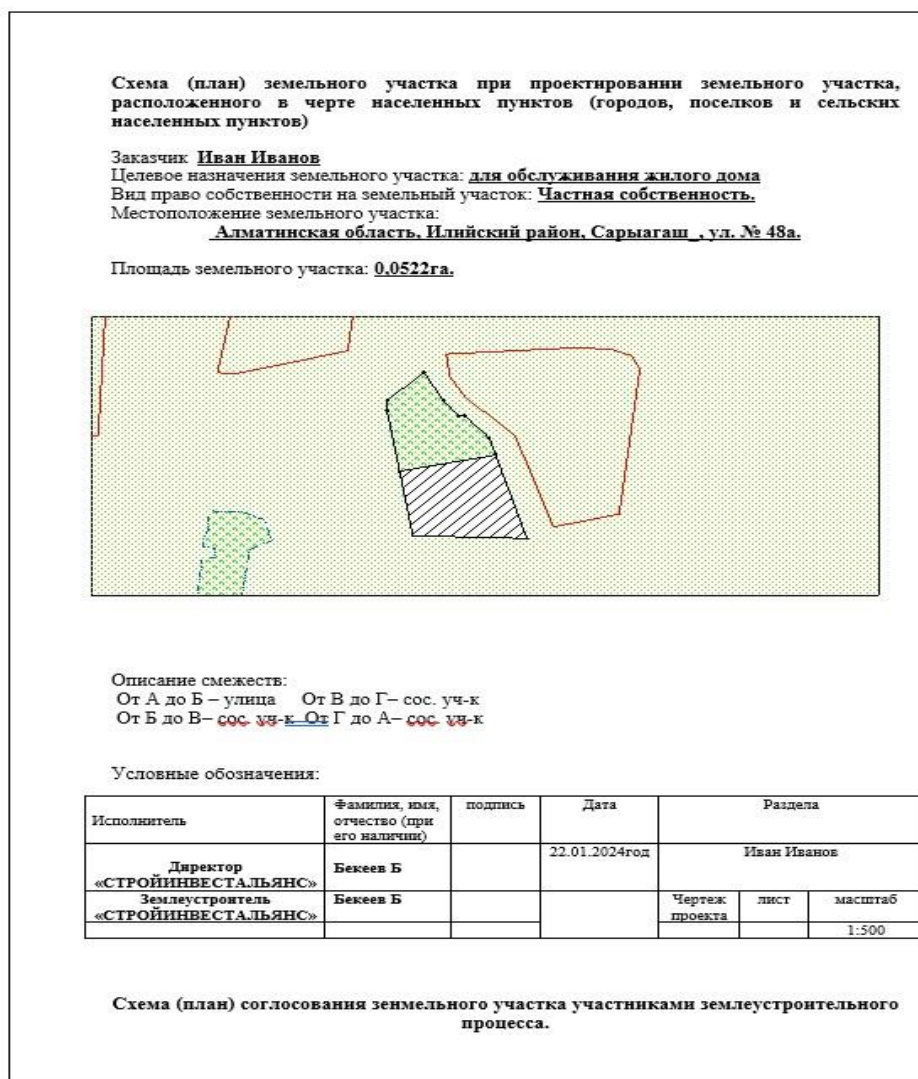 Схема (план) земельного участка при проектировании земельного участка,
расположенного в черте населенных пунктов (городов, поселков и сельских
населенных пунктов)
Заказчик Иван Иванов
Целевое назначения земельного участка: для обслуживания жилого дома
Вид право собственности на земельный участок: Частная собственность.
Местоположение земельного участка:
Алматинская область, Илийский район, Сарыагаш_, ул. № 48а.
Площадь земельного участка: 0,0522га.
Описание смежеств:
От А до Б – улица От В до Г– сос. уч-к
От Б до В– сос. уч-к От Г до А– сос. уч-к
Условные обозначения:
Исполнитель
Фамилия, имя,
отчество (при
его наличии)
подпись
Дата
Раздела
Директор
«СТРОЙИНВЕСТАЛЬЯНС»
Бекеев Б
22.01.2024год
Иван Иванов
Землеустроитель
«СТРОЙИНВЕСТАЛЬЯНС»
Бекеев Б
Чертеж
проекта
лист
масштаб
1:500
Схема (план) соглосования зенмельного участка участниками землеустроительного
процесса.